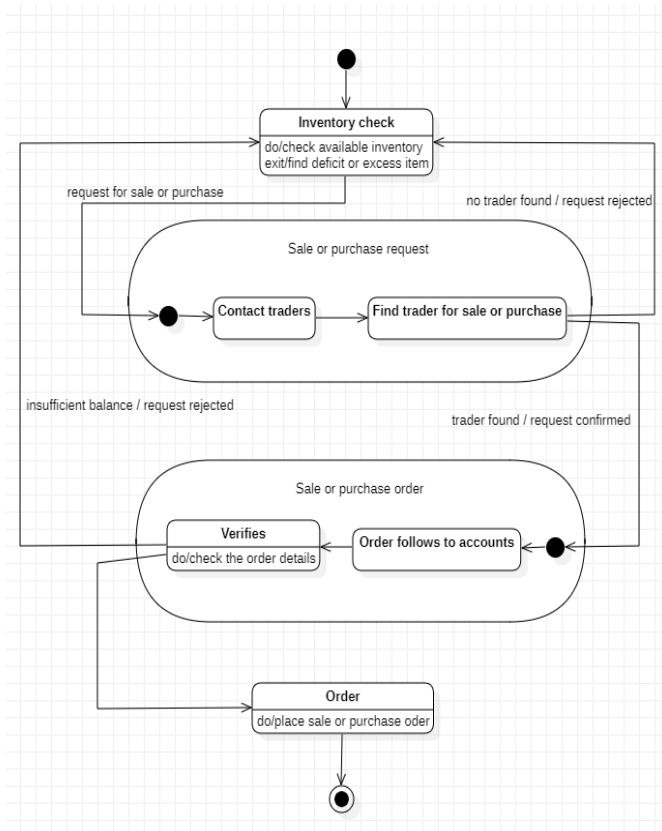 Inventory check
do/check available inventory
exit/find deficit or excess item
request for sale or purchase
no trader found / request rejected
Sale or purchase request
Contact traders
Find trader for sale or purchase
insufficient balance / request rejected
trader found / request confirmed
Sale or purchase order
Verifies
do/check the order details
Order follows to accounts
Order
do/place sale or purchase oder